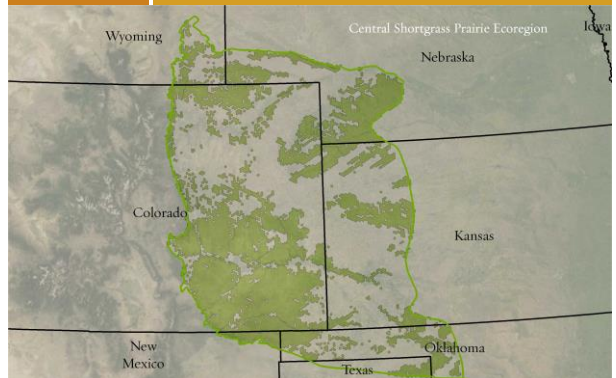 Central Shortgrass Prairie Ecoregion
Iowa
Wyoming
Nebraska
Colorado
Kansas
New
Mexico
Oklahoma
Texas